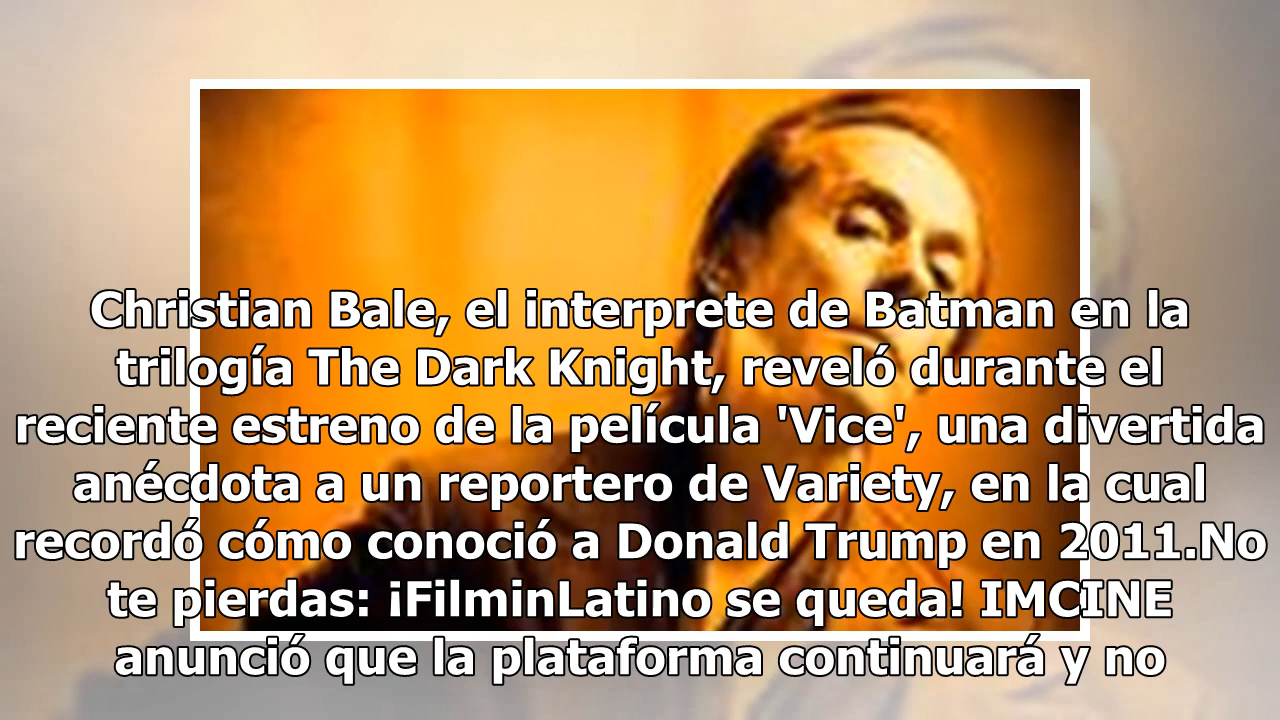 Christian Bale, el interprete de Batman en la
trilogía The Dark Knight, reveló durante el
reciente estreno de la película 'Vice', una divertida
anécdota a un reportero de Variety, en la cual
recordó cómo conoció a Donald Trump en 2011.No
te pierdas: ¡FilminLatino se queda! IMCINE
anunció que la plataforma continuará y no